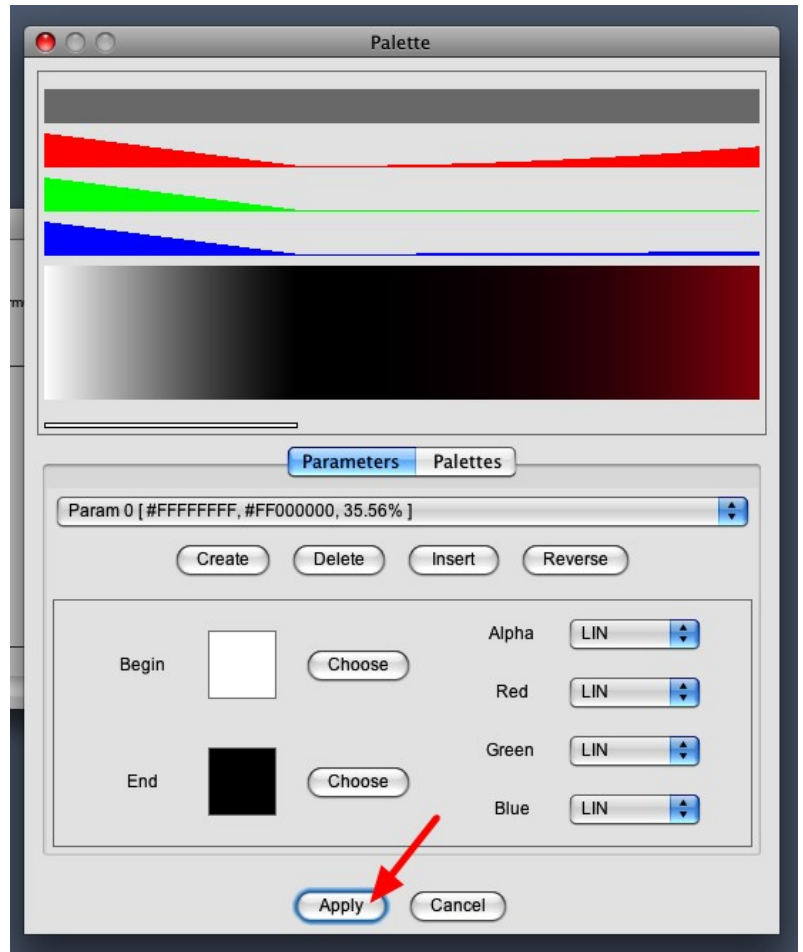 Palette
rm
Parameters Palettes
Param 0 [ #FFFFFFFF, #FF000000, 35.56% ]
Create Delete Insert Reverse
Begin Choose
Alpha LIN
Red LIN
End Choose
Green LIN
Blue LIN
Apply Cancel